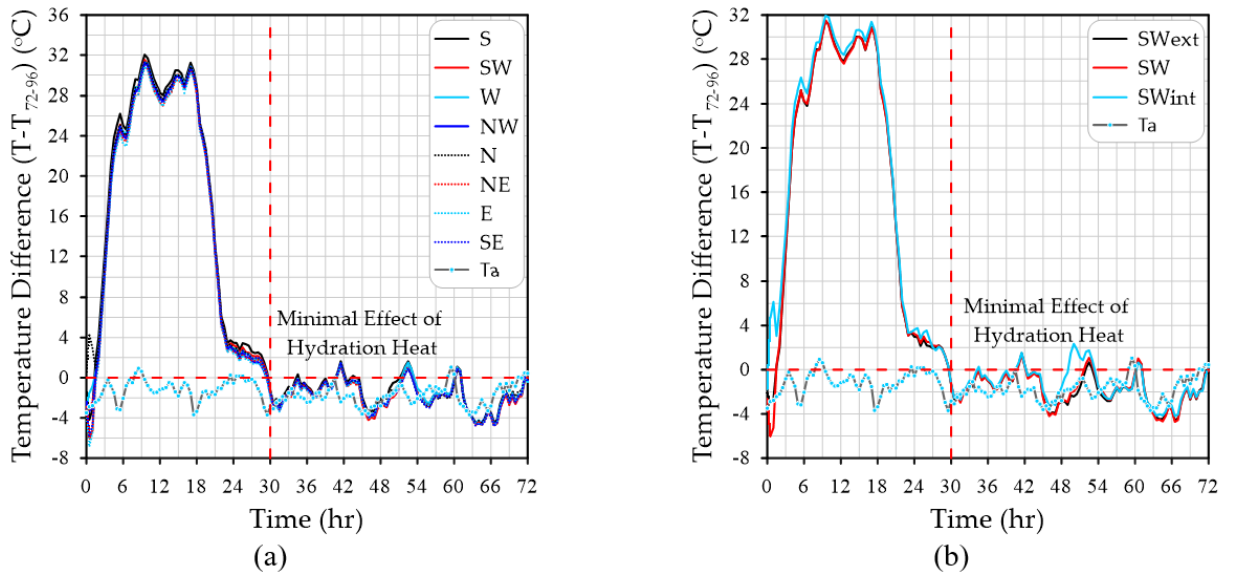 Temperature Difference (T-T72-96) (°C)
36
32
28
24
20
16
12
8
4
0
-4
-8
S
SW
W
NW
N
NE
E
SE
Ta
Minimal Effect of
Hydration Heat
0 6 12 18 24 30 36 42 48 54 60 66 72
Time (hr)
(a)
Temperature Difference (T-T72-96) (°C)
32
28
24
20
16
12
8
4
0
-4
-8
SWext
SW
SWint
Ta
Minimal Effect of
Hydration Heat
0 6 12 18 24 30 36 42 48 54 60 66 72
Time (hr)
(b)